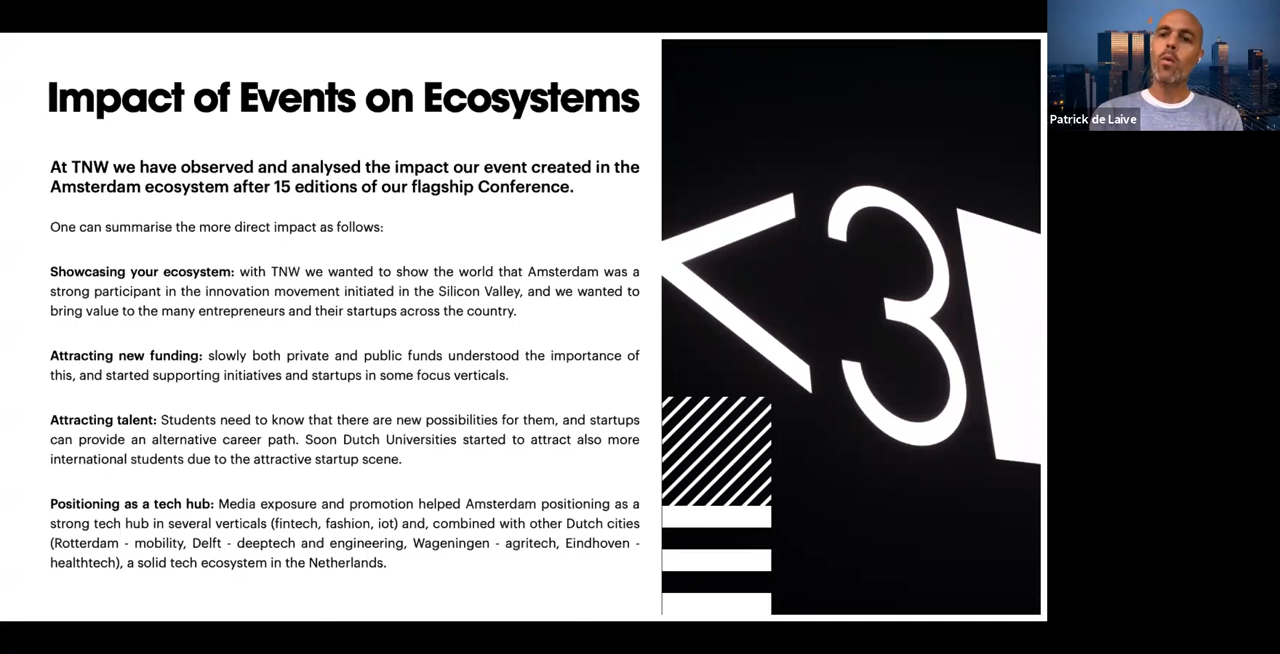 Impact of Events on Ecosystems
At TNW we have observed and analysed the impact our event created in the
Amsterdam ecosystem after 15 editions of our flagship Conference.
One can summarise the more direct impact as follows:
Showcasing your ecosystem: with TNW we wanted to show the world that Amsterdam was a
strong participant in the innovation movement initiated in the Silicon Valley, and we wanted to
bring value to the many entrepreneurs and their startups across the country.
Attracting new funding: slowly both private and public funds understood the importance of
this, and started supporting initiatives and startups in some focus verticals.
Attracting talent: Students need to know that there are new possibilities for them, and startups
can provide an alternative career path. Soon Dutch Universities started to attract also more
international students due to the attractive startup scene.
Positioning as a tech hub: Media exposure and promotion helped Amsterdam positioning as a
strong tech hub in several verticals (fintech, fashion, iot) and, combined with other Dutch cities
(Rotterdam - mobility, Delft - deeptech and engineering, Wageningen - agritech, Eindhoven -
healthtech), a solid tech ecosystem in the Netherlands.
<3
Patrick de Laive